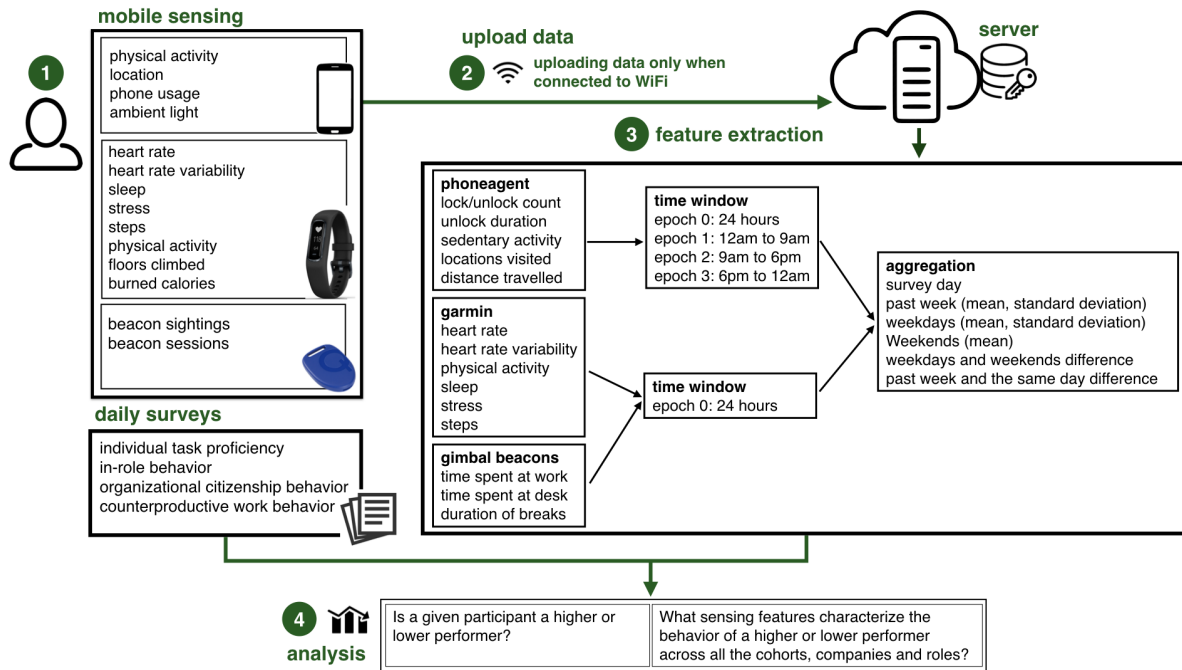 mobile sensing
1
physical activity
location
phone usage
ambient light
heart rate
heart rate variability
sleep
stress
steps
physical activity
floors climbed
burned calories
beacon sightings
beacon sessions
daily surveys
individual task proficiency
in-role behavior
organizational citizenship behavior
counterproductive work behavior
upload data
2
uploading data only when
connected to WiFi
server
3
feature extraction
phoneagent
lock/unlock count
unlock duration
sedentary activity
locations visited
distance travelled
garmin
heart rate
heart rate variability
physical activity
sleep
stress
steps
gimbal beacons
time spent at work
time spent at desk
duration of breaks
time window
epoch 0: 24 hours
epoch 1: 12am to 9am
epoch 2: 9am to 6pm
epoch 3: 6pm to 12am
time window
epoch 0: 24 hours
aggregation
survey day
past week (mean, standard deviation)
weekdays (mean, standard deviation)
Weekends (mean)
weekdays and weekends difference
past week and the same day difference
4
analysis
Is a given participant a higher or
lower performer?
What sensing features characterize the
behavior of a higher or lower performer
across all the cohorts, companies and roles?